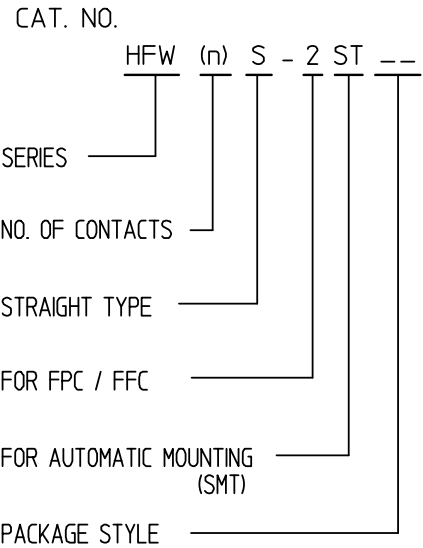 CAT. NO.
HFW (n) S - 2 ST _ _
SERIES
NO. OF CONTACTS
STRAIGHT TYPE
FOR FPC / FFC
FOR AUTOMATIC MOUNTING
(SMT)
PACKAGE STYLE